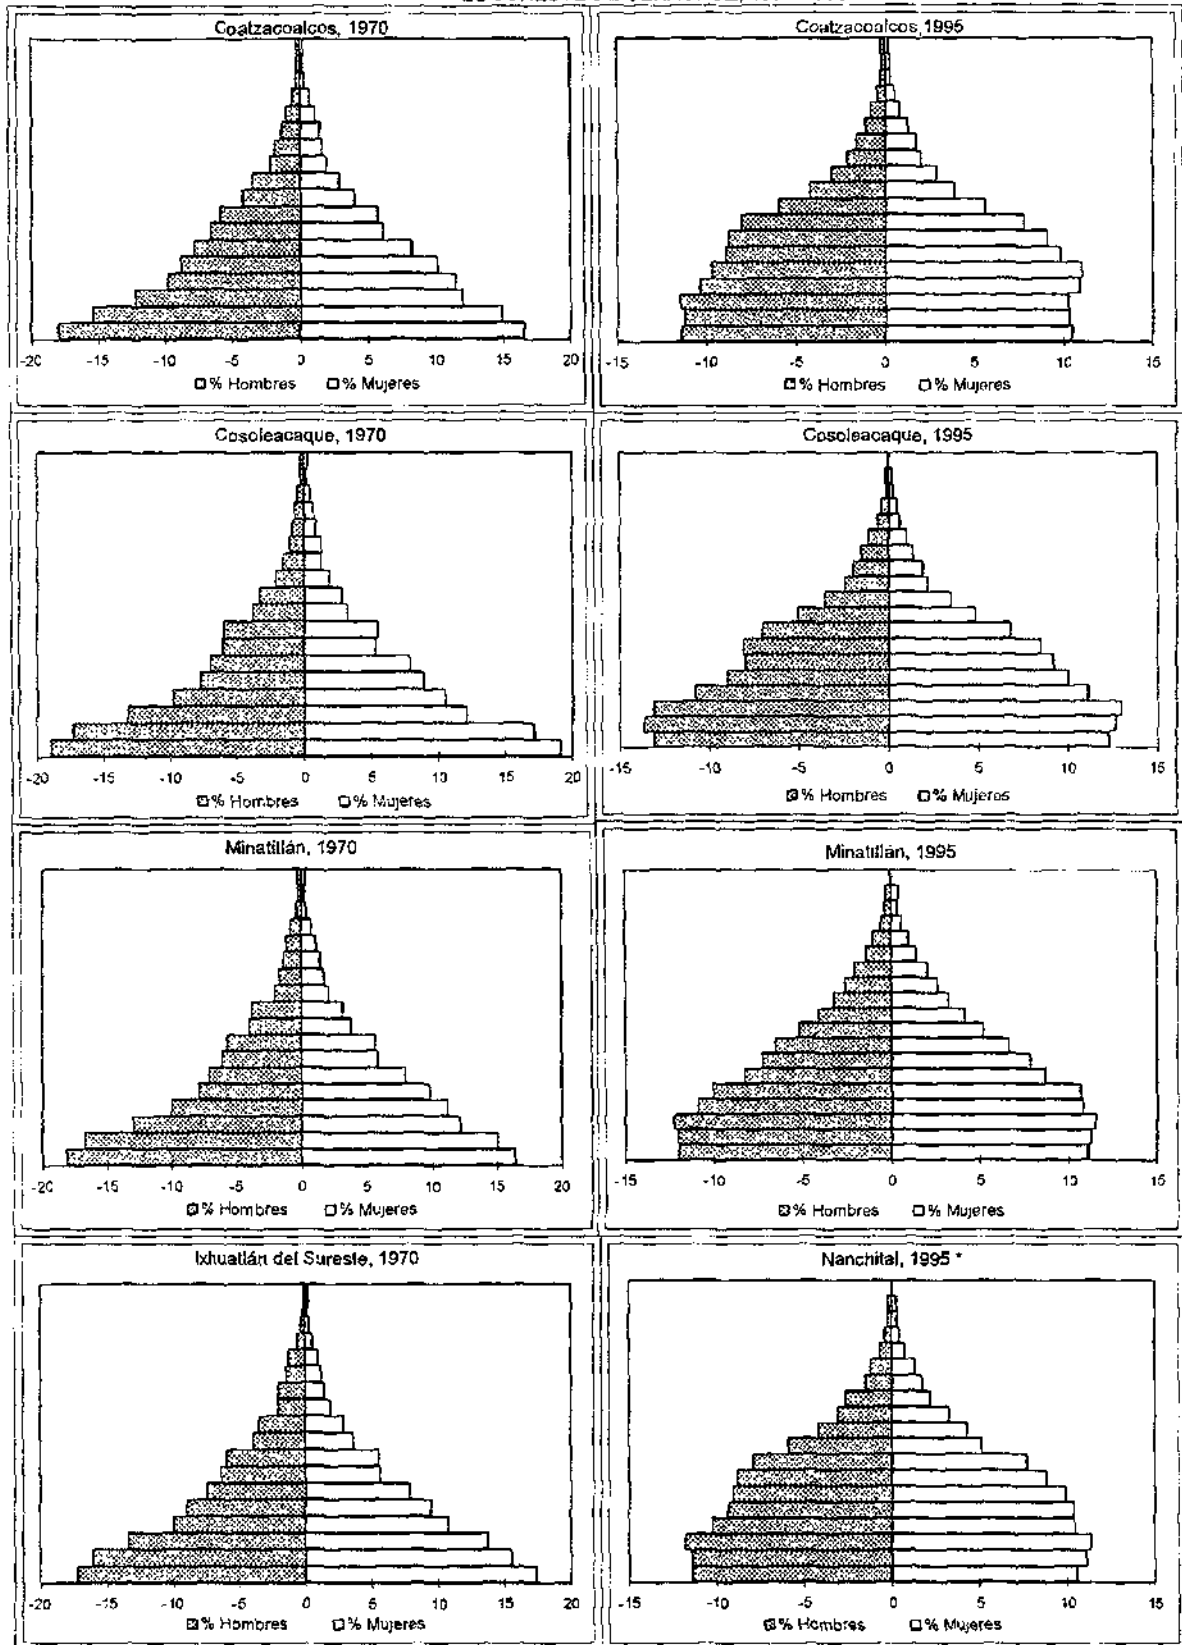 Coatzacoalcos, 1970
-20 -15 -10 -5 0 5 10 15 20
% Hombres % Mujeres
Coatzacoalcos, 1995
-15 -10 -5 0 5 10 15
% Hombres % Mujeres
Cosoleacaque, 1970
-20 -15 -10 -5 0 5 10 15 20
% Hombres % Mujeres
Cosoleacaque, 1995
-15 -10 -5 0 5 10 15
% Hombres % Mujeres
Minatitlán, 1970
-20 -15 -10 -5 0 5 10 15 20
% Hombres % Mujeres
Minatitlán, 1995
-15 -10 -5 0 5 10 15
% Hombres % Mujeres
Ixhuatlán del Sureste, 1970
-20 -15 -10 -5 0 5 10 15 20
% Hombres % Mujeres
Nanchital, 1995 *
-15 -10 -5 0 5 10 15
% Hombres % Mujeres